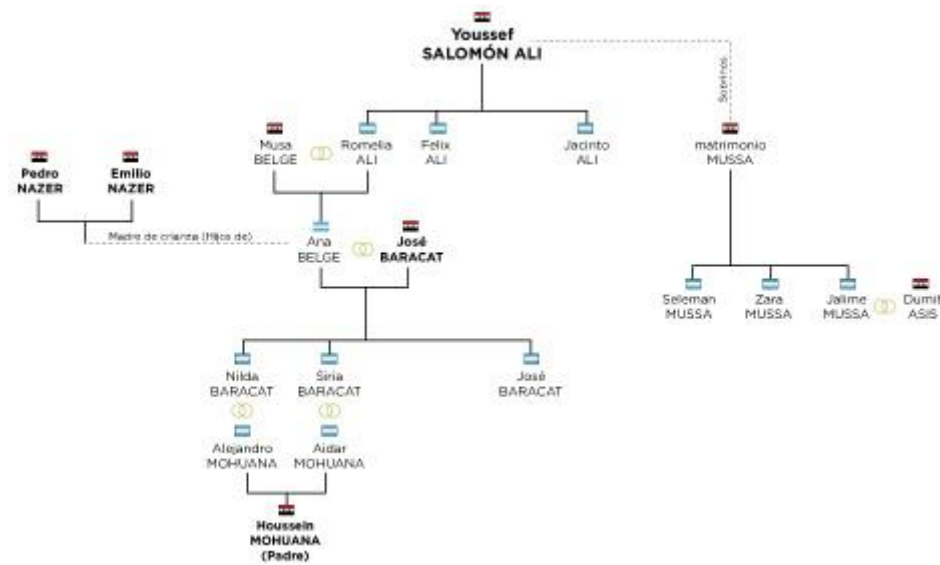 Youssef
SALOMÓN ALI
Sobrinos
Musa
BELGE
Romelia
ALI
Felix
ALI
Jacinto
ALI
matrimonio
MUSSA
Pedro
NAZER
Emilio
NAZER
Madre de crianza (Hijos de)
Ana
BELGE
José
BARACAT
Seleman
MUSSA
Zara
MUSSA
Jalime
MUSSA
Dumit
ASIS
Nilda
BARACAT
Siria
BARACAT
José
BARACAT
Alejandro
MOHUANA
Aidar
MOHUANA
Houssein
MOHUANA
(Padre)